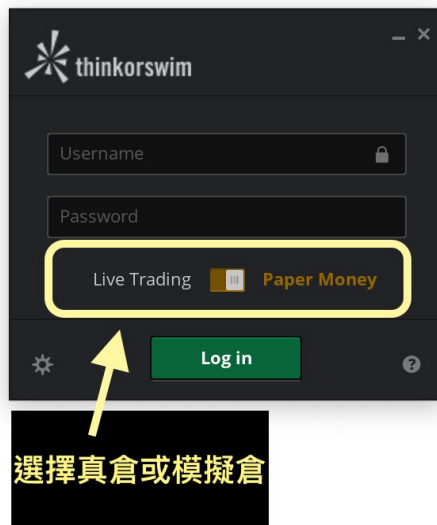 thinkorswim
Username
Password
Live Trading Paper Money
Log in
選擇真倉或模擬倉